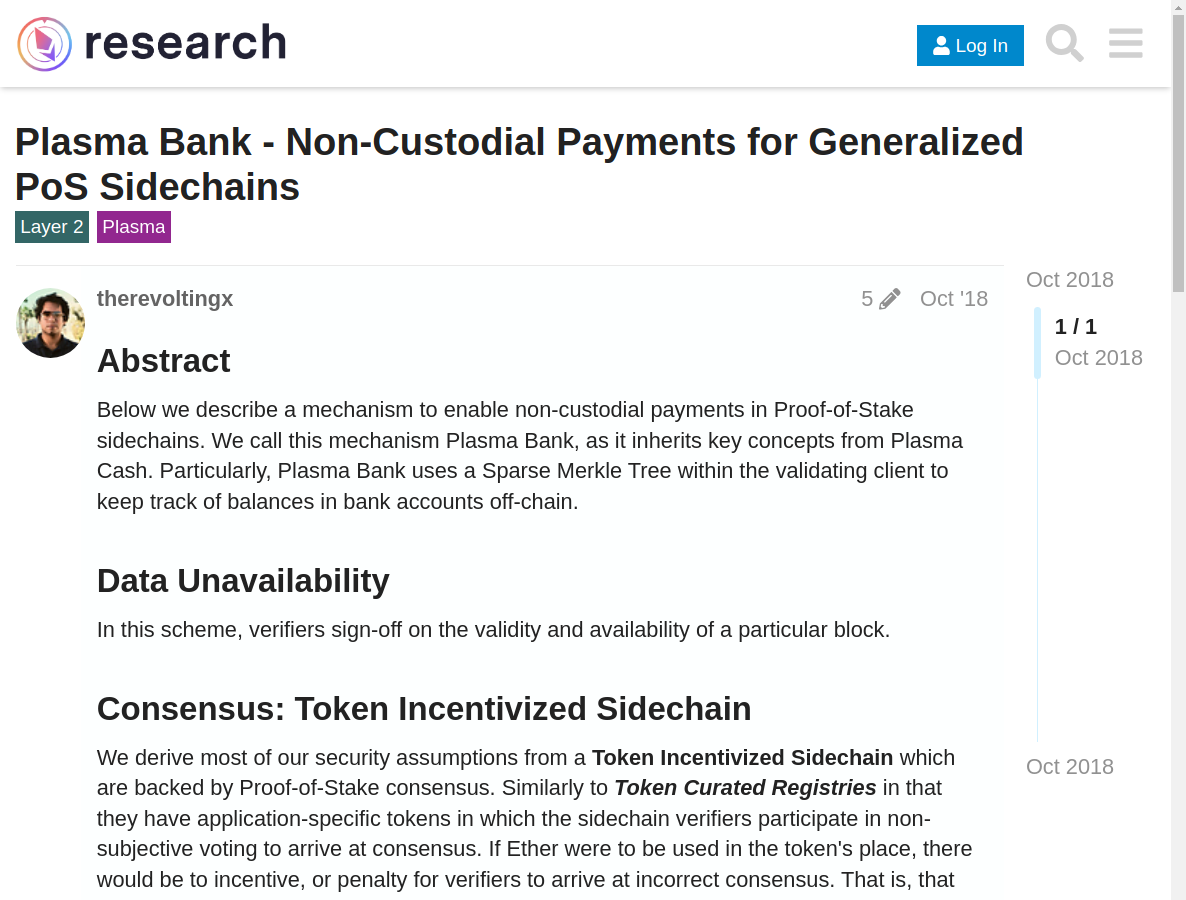 research
Log In
Plasma Bank - Non-Custodial Payments for Generalized
PoS Sidechains
Layer 2 Plasma
Oct 2018
therevoltingx 5 Oct '18
1 / 1
Oct 2018
Abstract
Below we describe a mechanism to enable non-custodial payments in Proof-of-Stake
sidechains. We call this mechanism Plasma Bank, as it inherits key concepts from Plasma
Cash. Particularly, Plasma Bank uses a Sparse Merkle Tree within the validating client to
keep track of balances in bank accounts off-chain.
Data Unavailability
In this scheme, verifiers sign-off on the validity and availability of a particular block.
Consensus: Token Incentivized Sidechain
We derive most of our security assumptions from a Token Incentivized Sidechain which
are backed by Proof-of-Stake consensus. Similarly to Token Curated Registries in that
they have application-specific tokens in which the sidechain verifiers participate in non-
subjective voting to arrive at consensus. If Ether were to be used in the token's place, there
would be to incentive, or penalty for verifiers to arrive at incorrect consensus. That is, that
Oct 2018